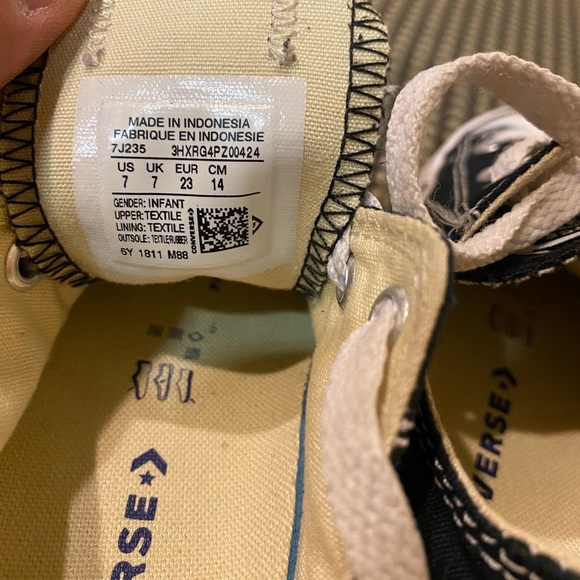 MADE IN INDONESIA
FABRIQUE EN INDONESIE
7J235 3HXRG4PZ00424
US UK EUR CM
7 7 23 14
GENDER: INFANT
UPPER: TEXTILE
LINING: TEXTILE
OUTSOLE: TEXTILE/RUBBER
6Y 1811 M88
CONVERSE
ERSE
VERSE